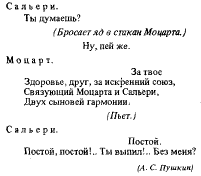 Сальери.
Ты думаешь?
(Бросает яд в стакан Моцарта.)
Ну, пей же.
Моцарт.
За твое
Здоровье, друг, за искренний союз,
Связующий Моцарта и Сальери,
Двух сыновей гармонии.
(Пьет.)
Сальери.
Постой.
Постой, постой!.. Ты выпил!.. Без меня?
(А. С. Пушкин)